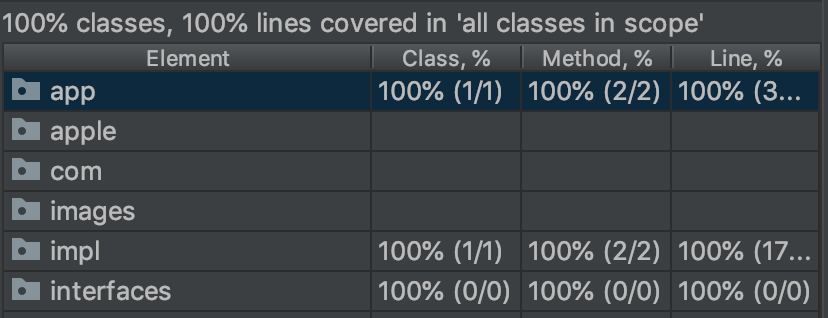 100% classes, 100% lines covered in 'all classes in scope'
Element Class, % Method, % Line, %
app 100% (1/1) 100% (2/2) 100% (3...
apple
com
images
impl 100% (1/1) 100% (2/2) 100% (17...
interfaces 100% (0/0) 100% (0/0) 100% (0/0)